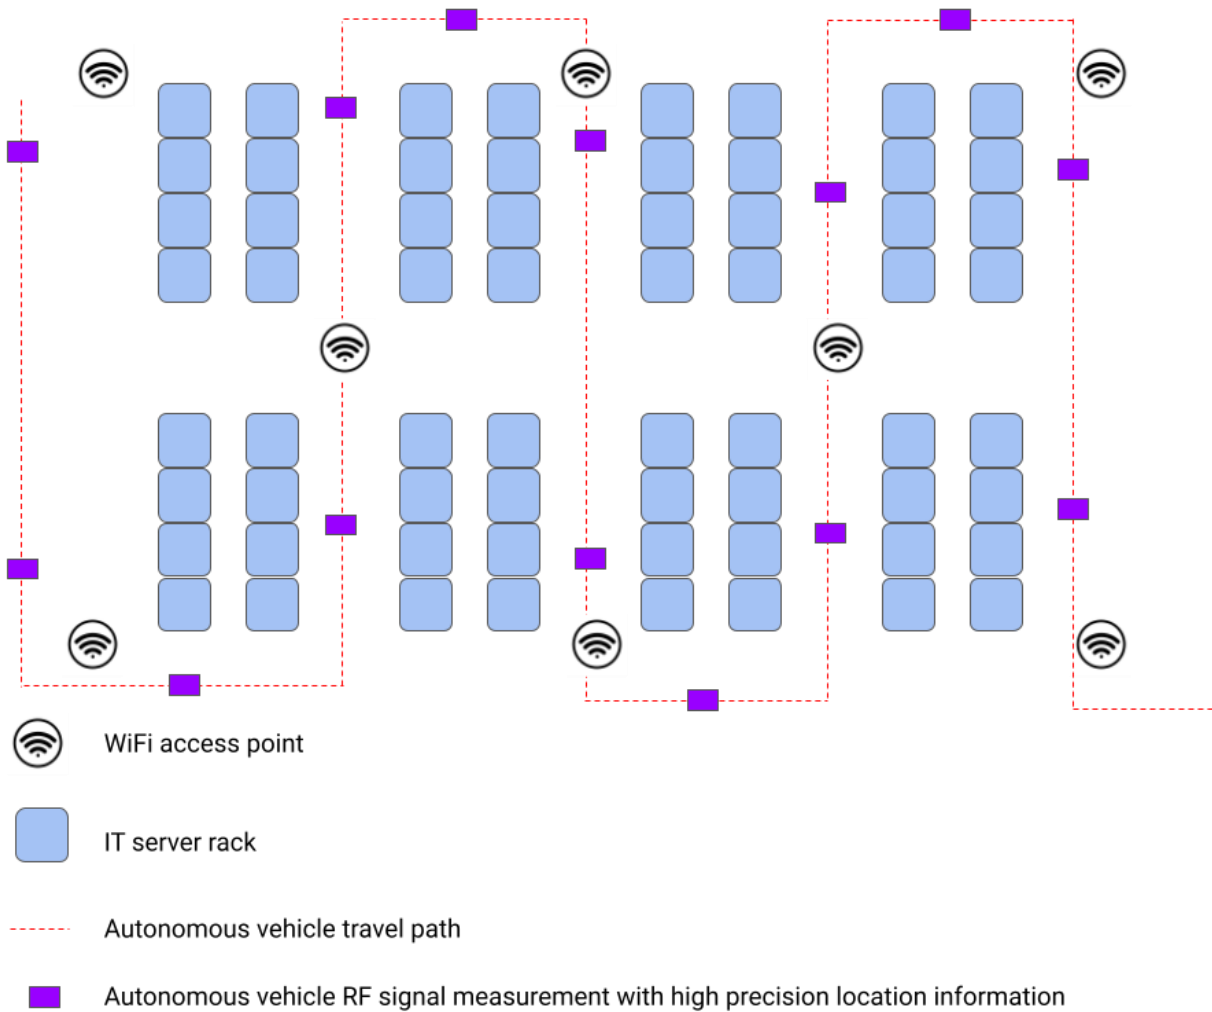 WiFi access point
IT server rack
Autonomous vehicle travel path
Autonomous vehicle RF signal measurement with high precision location information